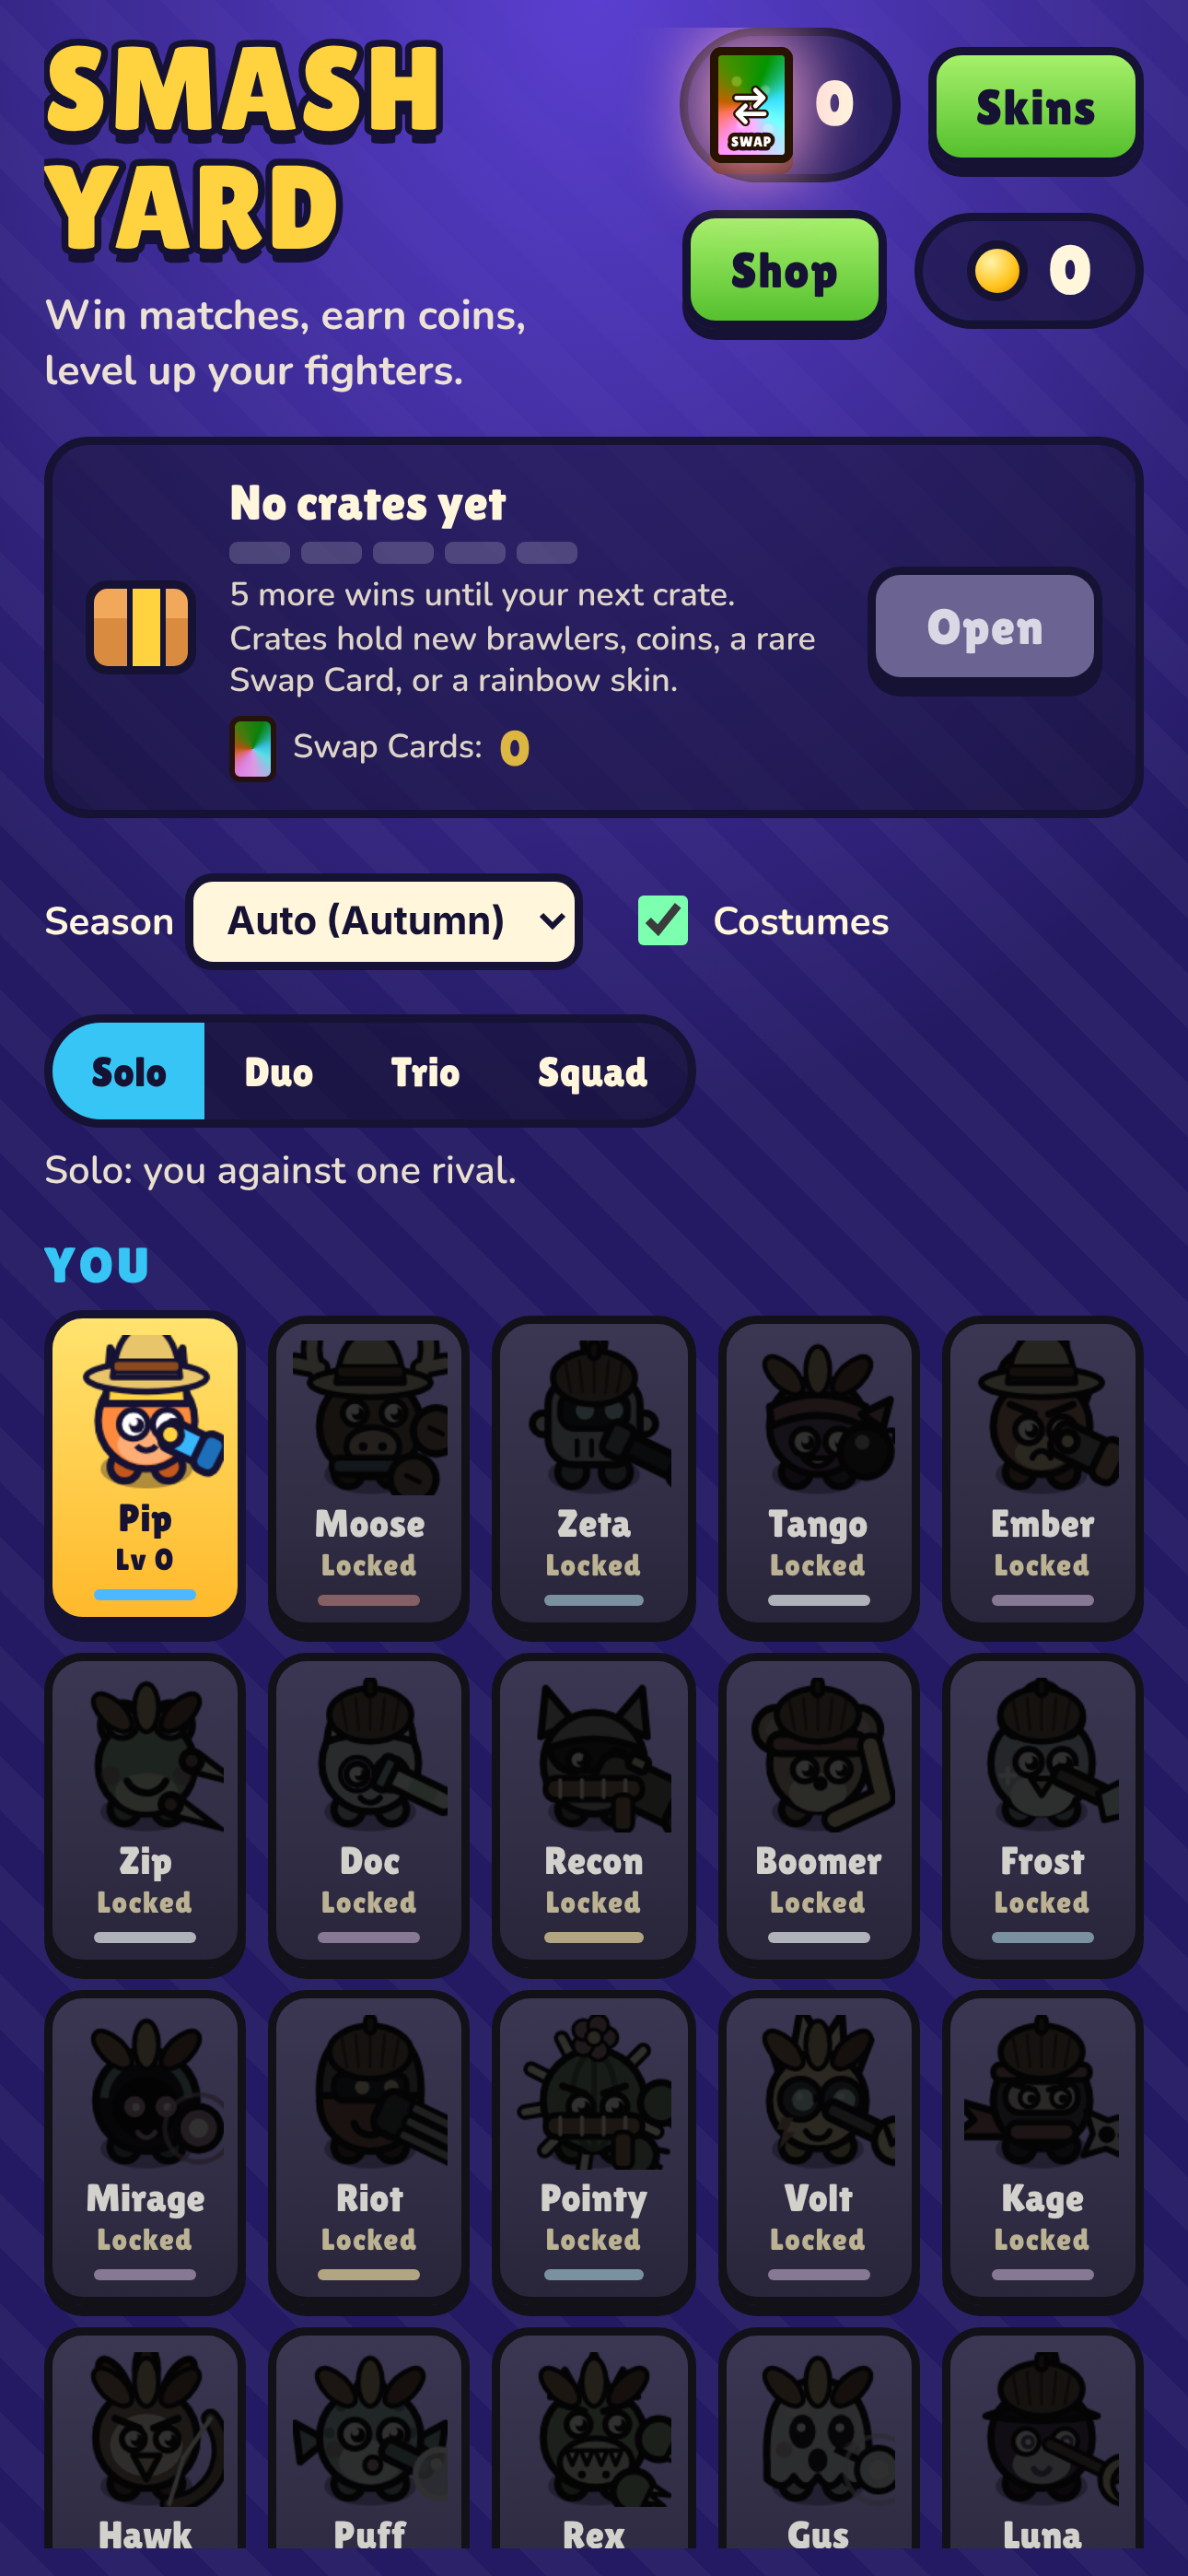 SMASH
YARD
SWAP
0
Skins
Shop
0
Win matches, earn coins,
level up your fighters.
No crates yet
5 more wins until your next crate.
Crates hold new brawlers, coins, a rare
Swap Card, or a rainbow skin.
Swap Cards: 0
Open
Season
Auto (Autumn)
Costumes
Solo
Duo
Trio
Squad
Solo: you against one rival.
YOU
Pip
Lv 0
Moose
Locked
Zeta
Locked
Tango
Locked
Ember
Locked
Zip
Locked
Doc
Locked
Recon
Locked
Boomer
Locked
Frost
Locked
Mirage
Locked
Riot
Locked
Pointy
Locked
Volt
Locked
Kage
Locked
Hawk
Puff
Rex
Gus
Luna